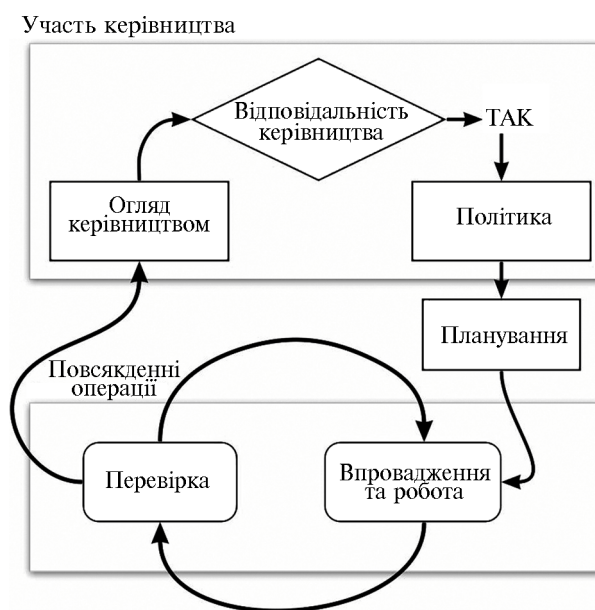 Участь керівництва
Відповідальність
керівництва
ТАК
Огляд
керівництвом
Політика
Планування
Повсякденні
операції
Перевірка
Впровадження
та робота